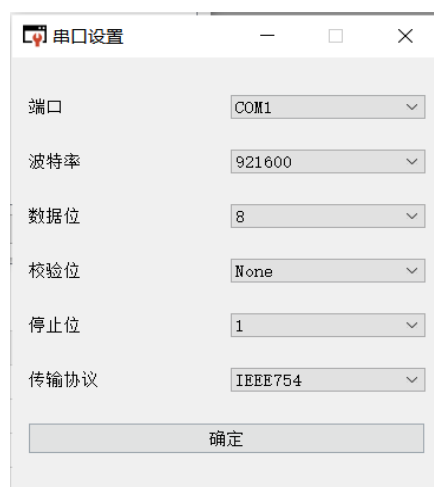 串口设置
端口 COM1
波特率 921600
数据位 8
校验位 None
停止位 1
传输协议 IEEE754
确定